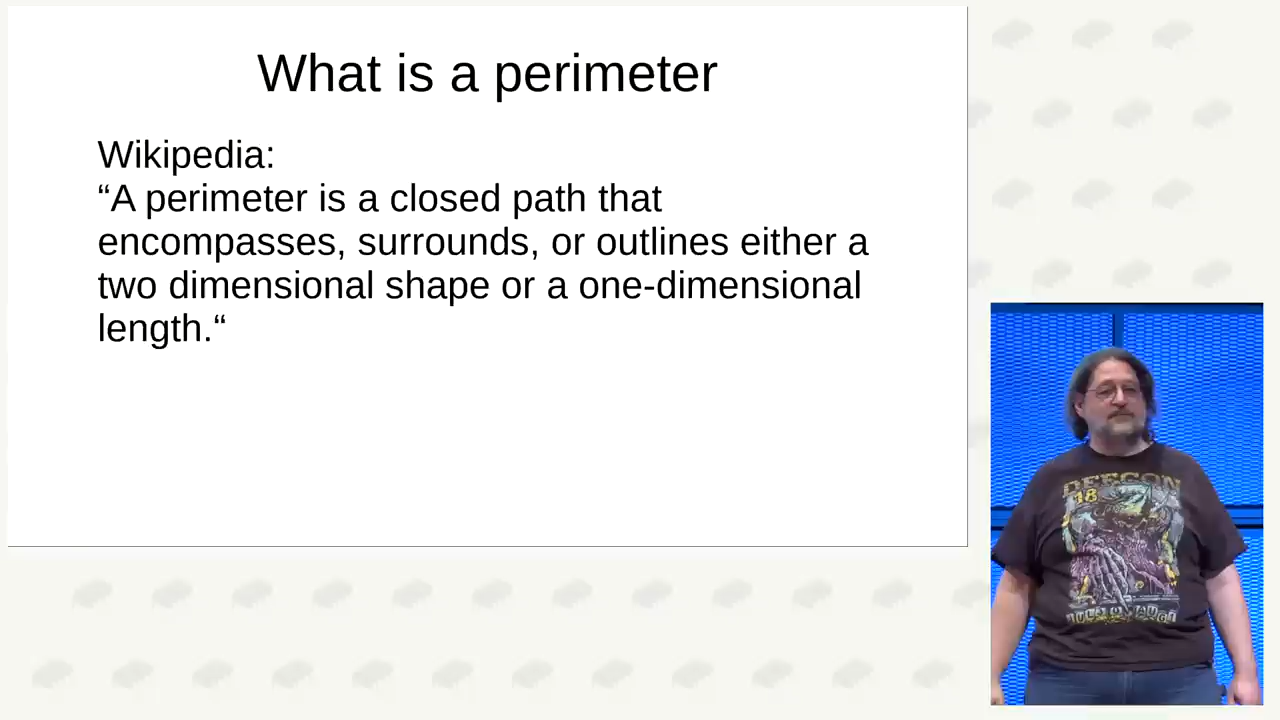 What is a perimeter
Wikipedia:
“A perimeter is a closed path that
encompasses, surrounds, or outlines either a
two dimensional shape or a one-dimensional
length.“
DEFCON
18